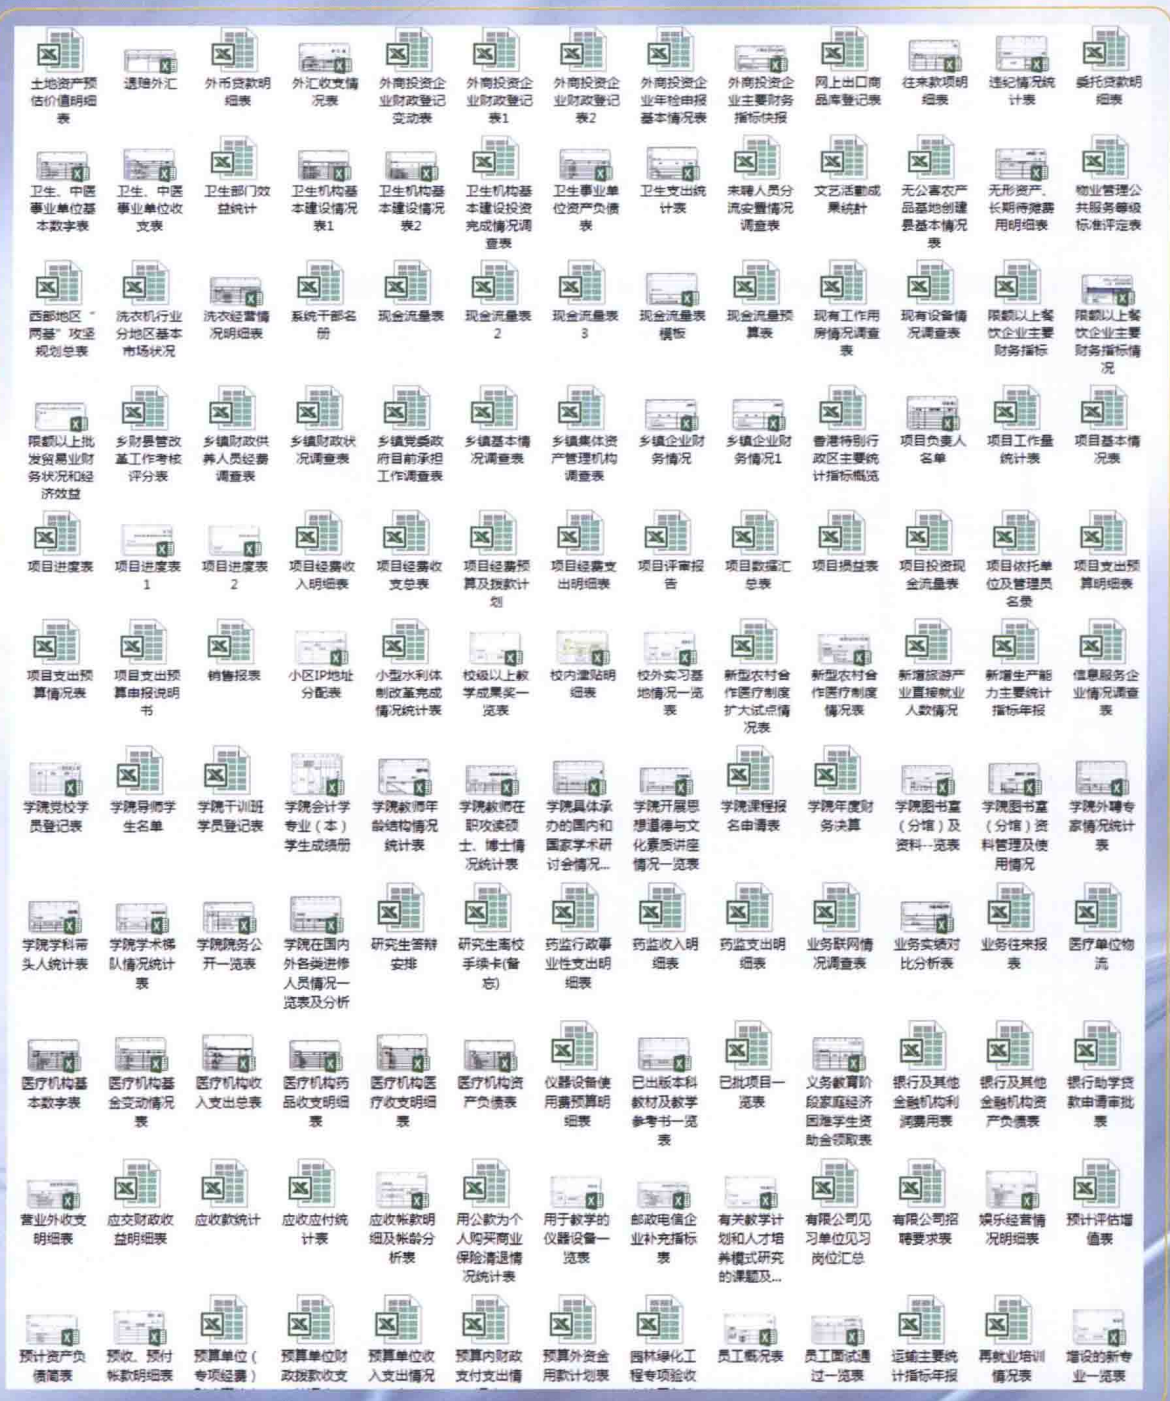 土地资产预
估价值明细
表
退赔外汇
外币贷款明
细表
外汇收支情
况表
外商投资企
业财政登记
变动表
外商投资企
业财政登记
表1
外商投资企
业财政登记
表2
外商投资企
业年检申报
基本情况表
外商投资企
业主要财务
指标快报
网上出口商
品库登记表
往来款项明
细表
违纪情况统
计表
委托贷款明
细表
卫生、中医
事业单位基
本数字表
卫生、中医
事业单位收
支表
卫生部门效
益统计
卫生机构基
本建设情况
表1
卫生机构基
本建设情况
表2
卫生机构基
本建设投资
完成情况调
查表
卫生事业单
位资产负债
表
卫生支出统
计表
未聘人员分
流安置情况
调查表
文艺活動成
果统計
无公害农产
品基地创建
县基本情况
表
无形资产、
长期待摊费
用明细表
物业管理公
共服务等级
标准评定表
西部地区“
两基”攻坚
规划总表
洗衣机行业
分地区基本
市场状况
洗衣经营情
况明细表
系统干部名
册
现金流量表
现金流量表
2
现金流量表
3
现金流量表
模板
现金流量预
算表
现有工作用
房情况调查
表
现有设备情
况调查表
限额以上餐
饮企业主要
财务指标
限额以上餐
饮企业主要
财务指标情
况
限额以上批
发贸易业财
务状况和经
济效益
乡财县管改
革工作考核
评分表
乡镇财政供
养人员经费
调查表
乡镇财政状
况调查表
乡镇党委政
府目前承担
工作调查表
乡镇基本情
况调查表
乡镇集体资
产管理机构
调查表
乡镇企业财
务情况
乡镇企业财
务情况1
香港特别行
政区主要统
计指标概览
项目负责人
名单
项目工作量
统计表
项目基本情
况表
项目进度表
项目进度表
1
项目进度表
2
项目经费收
入明细表
项目经费收
支总表
项目经费预
算及拨款计
划
项目经费支
出明细表
项目评审报
告
项目数据汇
总表
项目损益表
项目投资现
金流量表
项目依托单
位及管理员
名录
项目支出预
算明细表
项目支出预
算情况表
项目支出预
算申报说明
书
销售报表
小区IP地址
分配表
小型水利体
制改革完成
情况统计表
校级以上教
学成果奖一
览表
校内津贴明
细表
校外实习基
地情况一览
表
新型农村合
作医疗制度
扩大试点情
况表
新型农村合
作医疗制度
情况表
新增旅游产
业直接就业
人数情况
新增生产能
力主要统计
指标年报
信息服务企
业情况调查
表
学院党校学
员登记表
学院导师学
生名单
学院干训班
学员登记表
学院会计学
专业（本）
学生成绩册
学院教师年
龄结构情况
统计表
学院教师在
职攻读硕
士、博士情
况统计表
学院具体承
办的国内和
国家学术研
讨会情况...
学院开展思
想道德与文
化素质讲座
情况一览表
学院课程报
名申请表
学院年度财
务决算
学院图书室
（分馆）及
资料--览表
学院图书室
（分馆）资
料管理及使
用情况
学院外聘专
家情况统计
表
学院学科带
头人统计表
学院学术梯
队情况统计
表
学院院务公
开一览表
学院在国内
外各类进修
人员情况一
览表及分析
研究生答辩
安排
研究生离校
手续卡(备
忘)
药监行政事
业性支出明
细表
药监收入明
细表
药监支出明
细表
业务联网情
况调查表
业务实绩对
比分析表
业务往来报
表
医疗单位物
流
医疗机构基
本数字表
医疗机构基
金变动情况
表
医疗机构收
入支出总表
医疗机构药
品收支明细
表
医疗机构医
疗收支明细
表
医疗机构资
产负债表
仪器设备使
用费预算明
细表
已出版本科
教材及教学
参考书一览
表
已批项目一
览表
义务教育阶
段家庭经济
困难学生资
助金领取表
银行及其他
金融机构利
润费用表
银行及其他
金融机构资
产负债表
银行助学贷
款申请审批
表
营业外收支
明细表
应交财政收
益明细表
应收款统计
应收应付统
计表
应收帐款明
细及帐龄分
析表
用公款为个
人购买商业
保险清退情
况统计表
用于教学的
仪器设备一
览表
邮政电信企
业补充指标
表
有关教学计
划和人才培
养模式研究
的课题及...
有限公司见
习单位见习
岗位汇总
有限公司招
聘要求表
娱乐经营情
况明细表
预计评估增
值表
预计资产负
债简表
预收、预付
帐款明细表
预算单位（
专项经费）
预算单位财
政拨款收支
预算单位收
入支出情况
预算内财政
支付支出情
预算外资金
用款计划表
园林绿化工
程专项验收
员工概况表
员工面试通
过一览表
运输主要统
计指标年报
再就业培训
情况表
增设的新专
业一览表